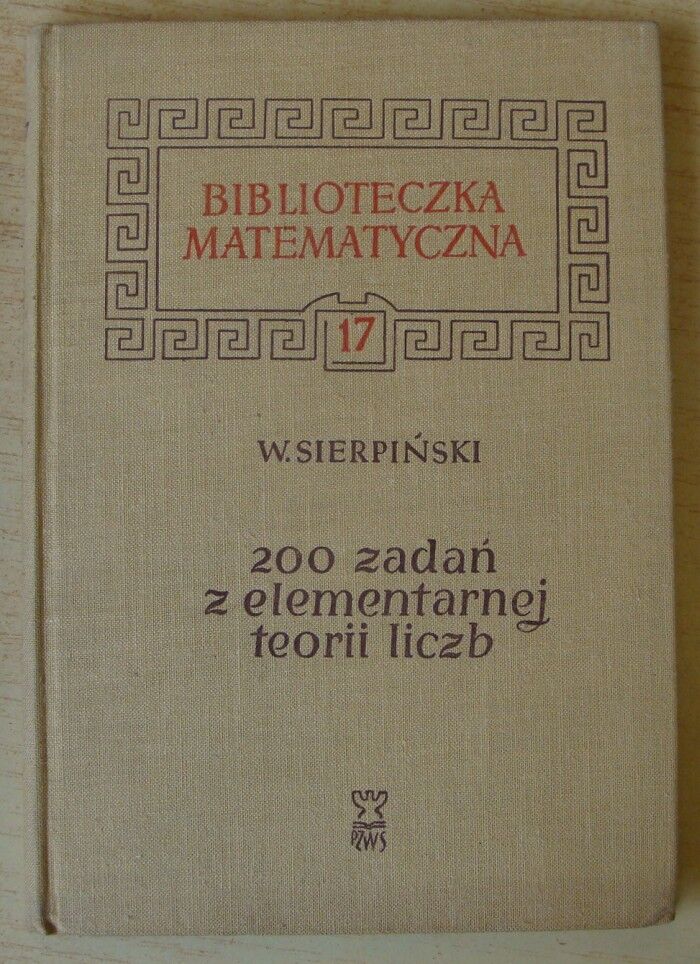 BIBLIOTECZKA
MATEMATYCZNA
17
W. SIERPIŃSKI
200 zadań
z elementarnej
teorii liczb
PZWS